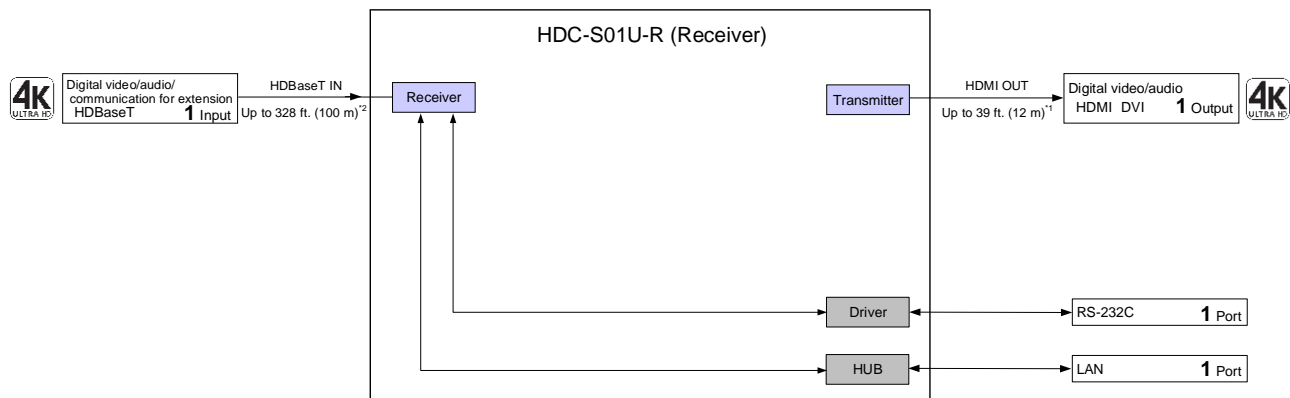 HDC-S01U-R (Receiver)
4K
ULTRA HD
Digital video/audio/
communication for extension
HDBaseT 1 Input
HDBaseT IN
Up to 328 ft. (100 m)*2
Receiver
Transmitter
HDMI OUT
Up to 39 ft. (12 m)*1
Digital video/audio
HDMI DVI 1 Output
4K
ULTRA HD
Driver
RS-232C 1 Port
HUB
LAN 1 Port